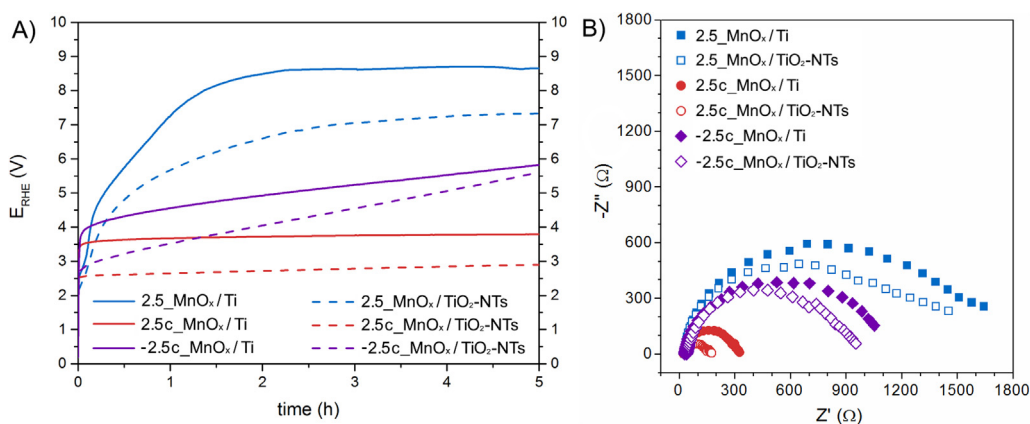 A)
10
9
8
7
6
5
4
3
2
1
0
E_RHE (V)
2.5_MnOₓ/Ti
2.5c_MnOₓ/Ti
-2.5c_MnOₓ/Ti
2.5_MnOₓ/TiO₂-NTs
2.5c_MnOₓ/TiO₂-NTs
-2.5c_MnOₓ/TiO₂-NTs
10
9
8
7
6
5
4
3
2
1
0
0 1 2 3 4 5
time (h)
B)
1800
1500
1200
900
600
300
0
-Z'' (Ω)
2.5_MnOₓ/Ti
2.5_MnOₓ/TiO₂-NTs
2.5c_MnOₓ/Ti
2.5c_MnOₓ/TiO₂-NTs
-2.5c_MnOₓ/Ti
-2.5c_MnOₓ/TiO₂-NTs
0 300 600 900 1200 1500 1800
Z' (Ω)